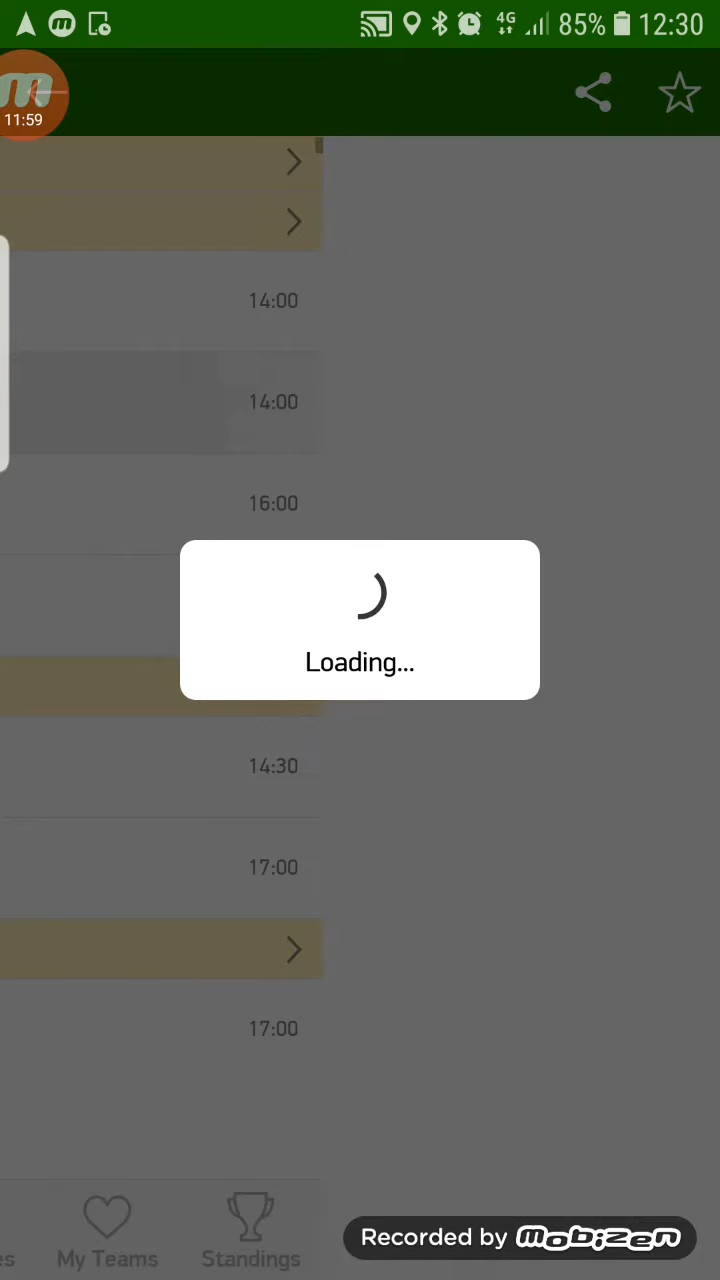 m
4G 85% 12:30
m
11:59
14:00
14:00
16:00
Loading...
14:30
17:00
17:00
es My Teams Standings
Recorded by mobizen